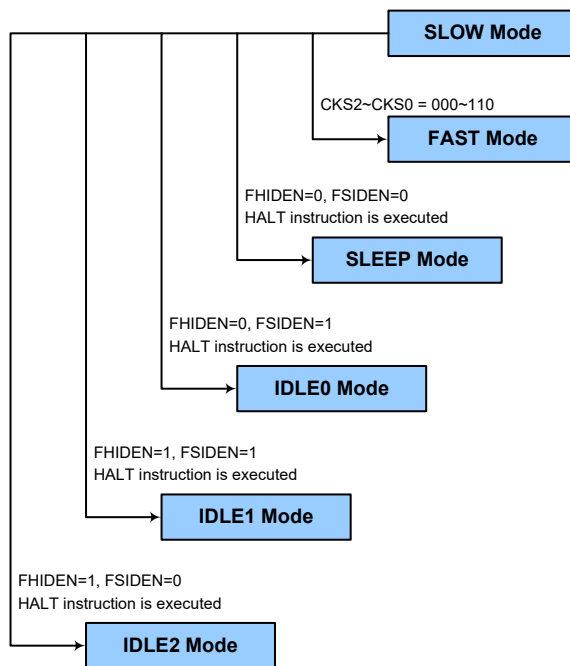 SLOW Mode
CKS2~CKS0 = 000~110
FAST Mode
FHIDEN=0, FSIDEN=0
HALT instruction is executed
SLEEP Mode
FHIDEN=0, FSIDEN=1
HALT instruction is executed
IDLE0 Mode
FHIDEN=1, FSIDEN=1
HALT instruction is executed
IDLE1 Mode
FHIDEN=1, FSIDEN=0
HALT instruction is executed
IDLE2 Mode